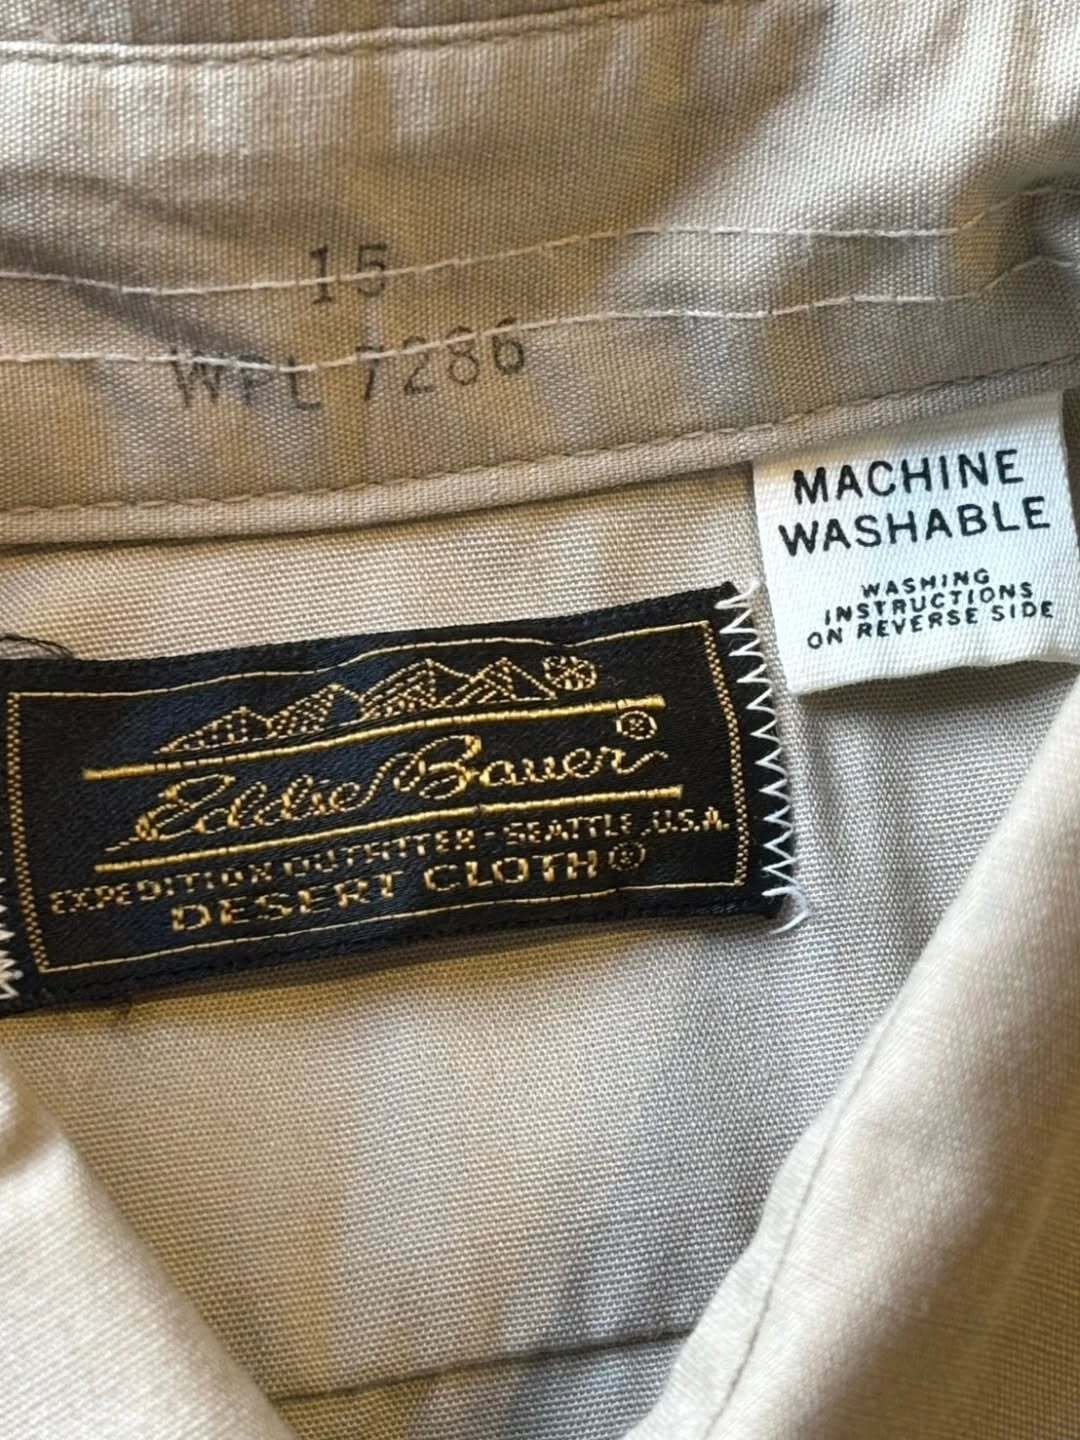 15
WPL 7286
MACHINE
WASHABLE
WASHING
INSTRUCTIONS
ON REVERSE SIDE
Eddie Bauer®
EXPEDITION OUTFITTER - SEATTLE, U.S.A.
DESERT CLOTH®